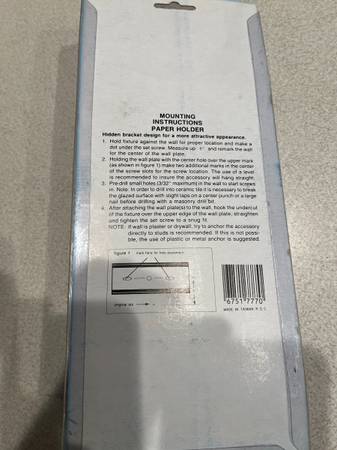 MOUNTING
INSTRUCTIONS
PAPER HOLDER
Hidden bracket design for a more attractive appearance.
1. Hold fixture against the wall for proper location and make a
dot under the set screw. Measure up 1" and remark the wall
for the center of the wall plate.
2. Holding the wall plate with the center hole over the upper mark
(as shown in figure 1) make two additional marks in the center
of the screw slots for the screw location. The use of a level
is recommended to insure the accessory will hang straight.
3. Pre-drill small holes (3/32" maximum) in the wall to start screws
in. Note: In order to drill into ceramic tile it is necessary to break
the glazed surface with slight taps on a center punch or a large
nail before drilling with a masonry drill bit.
4. After attaching the wall plate(s) to the wall, hook the undercut
of the fixture over the upper edge of the wall plate, straighten
and tighten the set screw to a snug fit.
NOTE: If wall is plaster or drywall, try to anchor the accessory
directly to studs is recommended. If this is not possi-
ble, the use of plastic or metal anchor is suggested.
figure 1
mark here for
original dot
6751 7770
MADE IN TAIWAN R.O.C.